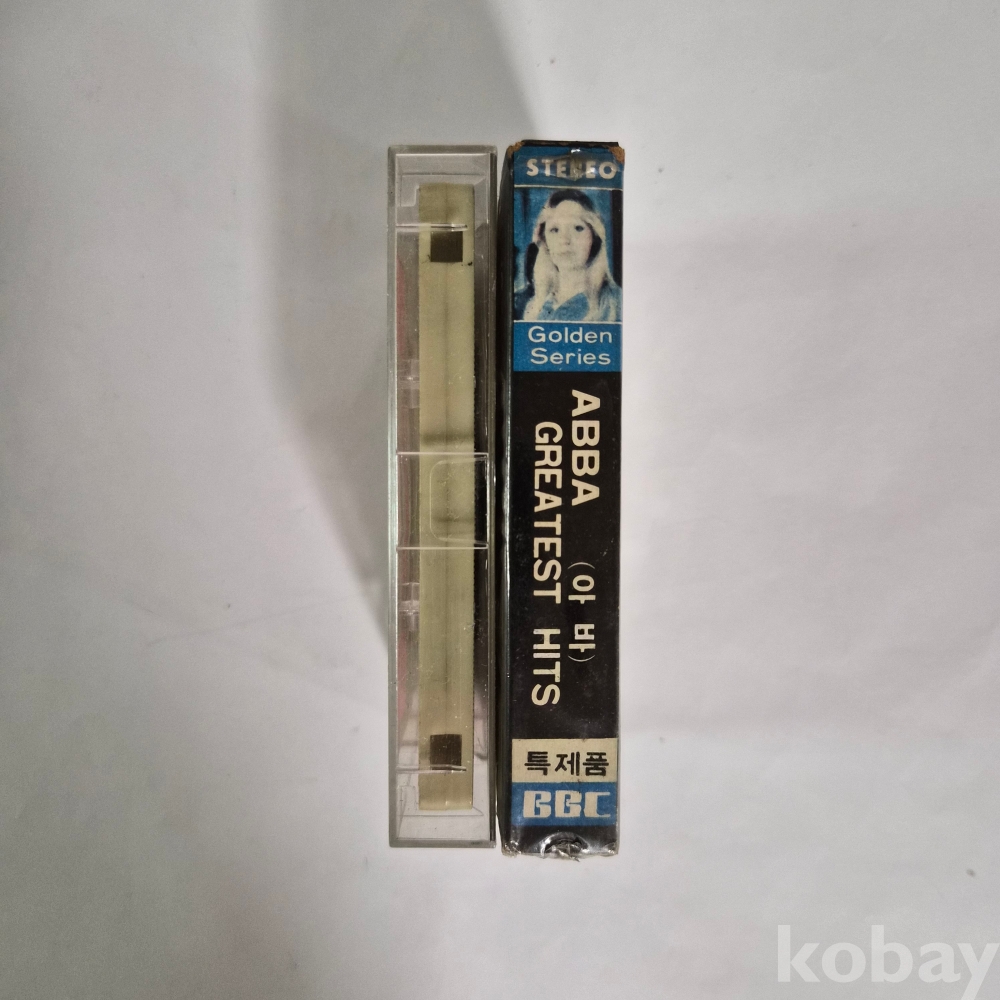 STEREO
Golden
Series
ABBA (아 바)
GREATEST HITS
특제품
BBC
kobay